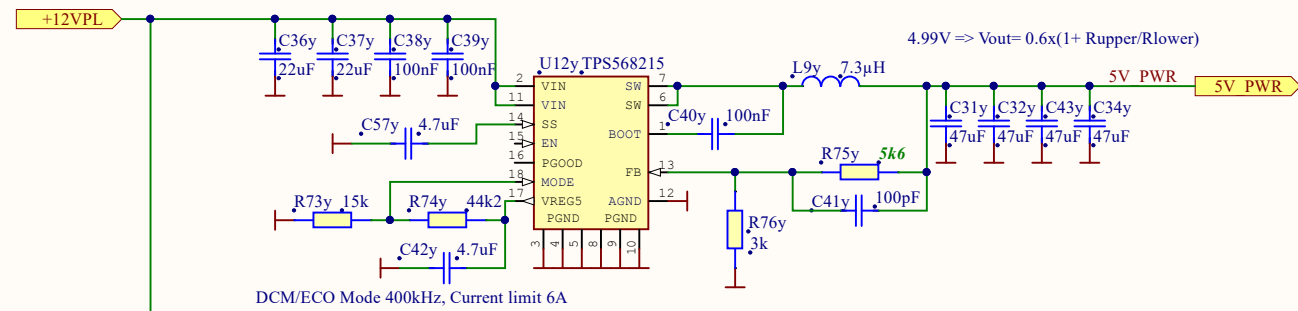 +12VPL
C36y
22uF
C37y
22uF
C38y
100nF
C39y
100nF
4.99V => Vout= 0.6x(1+ Rupper/Rlower)
U12y TPS568215
2 VIN
11 VIN
14 SS
15 EN
16 PGOOD
18 MODE
17 VREG5
PGND PGND
3 4 5 8 9 10
SW 7
SW 6
BOOT 1
FB 13
AGND 12
C57y 4.7uF
R73y 15k
R74y 44k2
C42y 4.7uF
DCM/ECO Mode 400kHz, Current limit 6A
C40y 100nF
L9y 7.3µH
R75y 5k6
C41y 100pF
R76y
3k
5V PWR
5V PWR
C31y
47uF
C32y
47uF
C43y
47uF
C34y
47uF